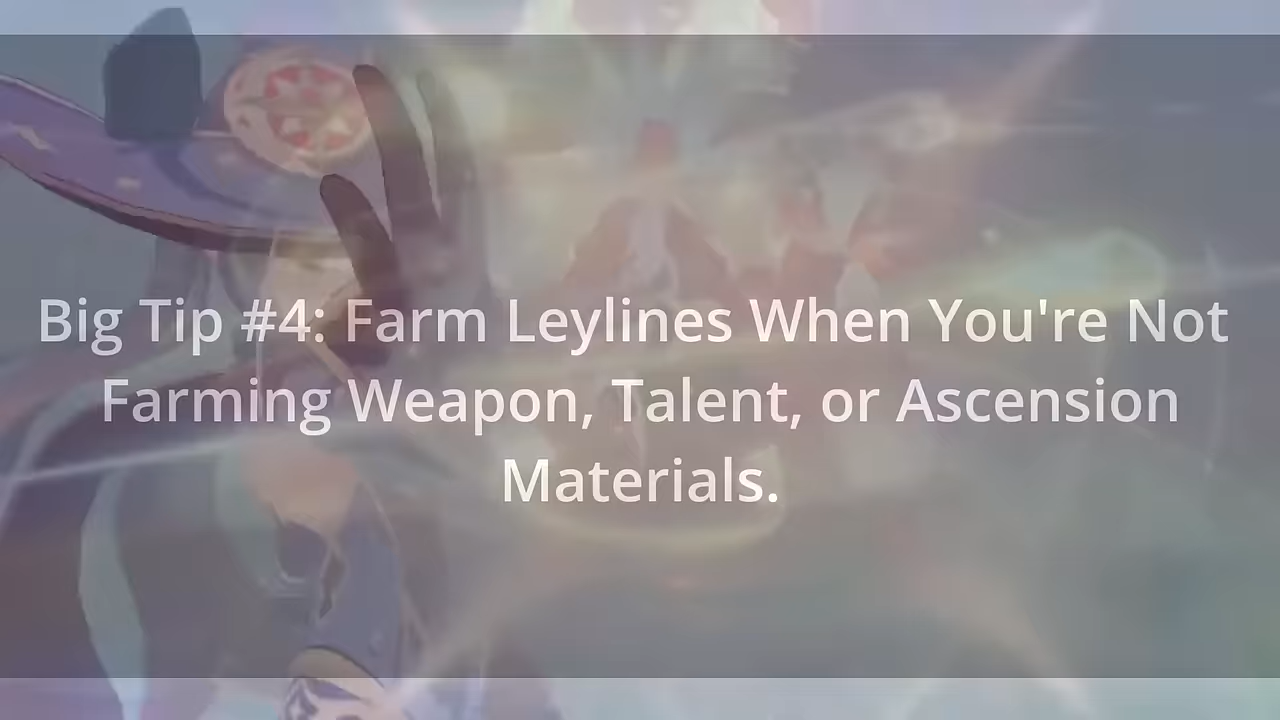 Big Tip #4: Farm Leylines When You're Not
Farming Weapon, Talent, or Ascension
Materials.